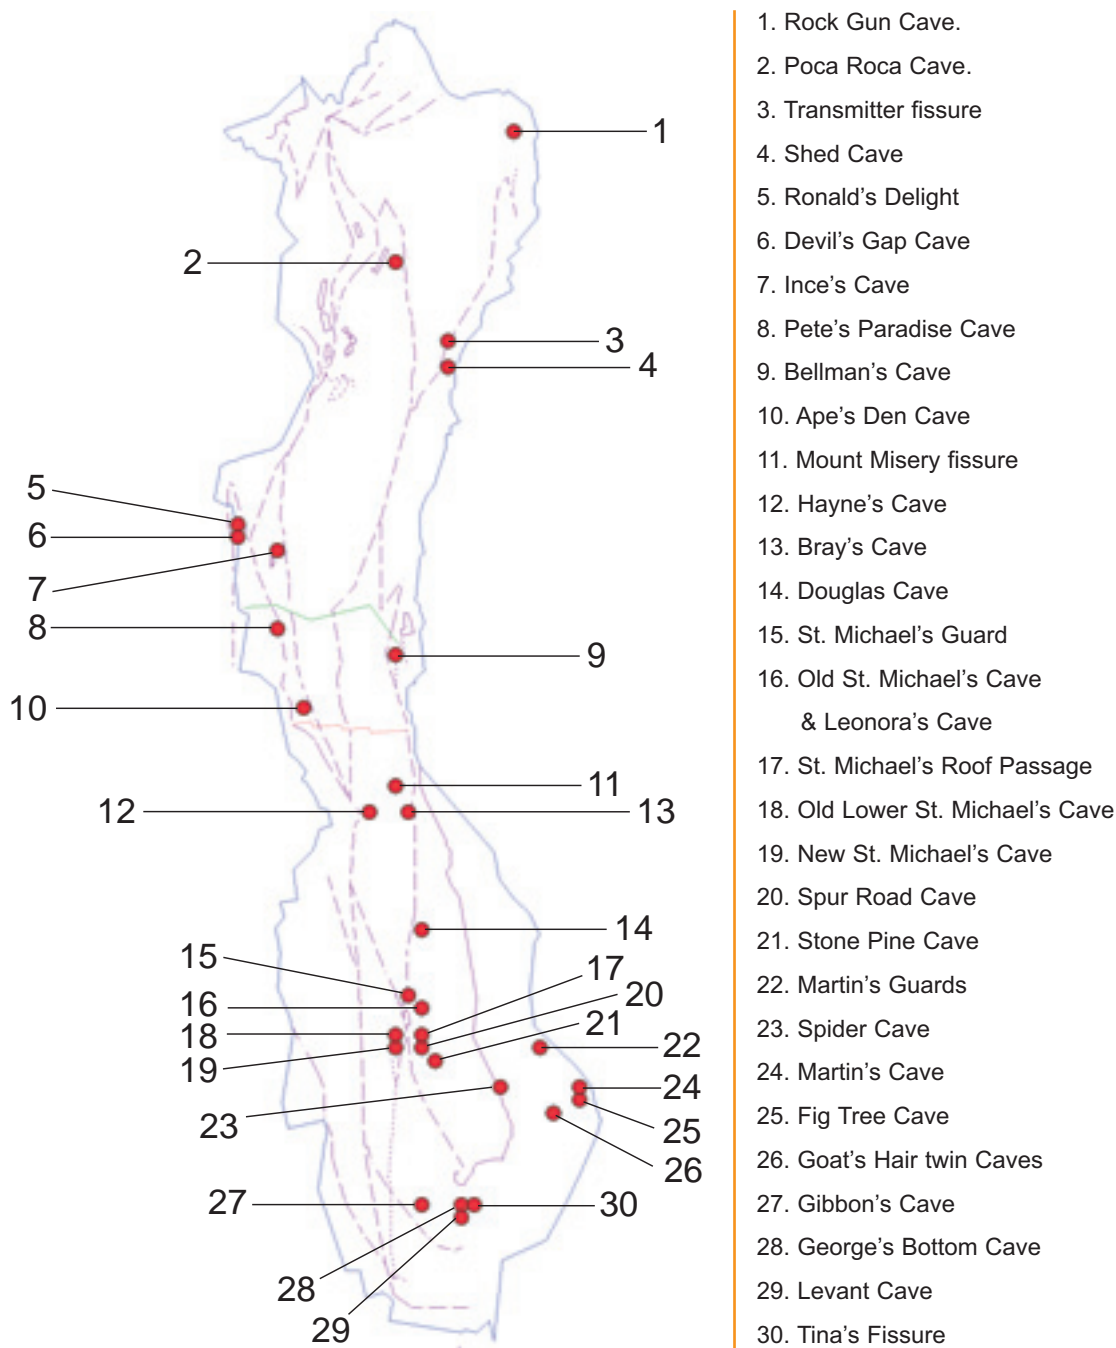 1
2
3
4
5
6
7
8
9
10
11
12
13
14
15
16
17
18
19
20
21
22
23
24
25
26
27
28
29
30
1. Rock Gun Cave.
2. Poca Roca Cave.
3. Transmitter fissure
4. Shed Cave
5. Ronald’s Delight
6. Devil’s Gap Cave
7. Ince’s Cave
8. Pete’s Paradise Cave
9. Bellman’s Cave
10. Ape’s Den Cave
11. Mount Misery fissure
12. Hayne’s Cave
13. Bray’s Cave
14. Douglas Cave
15. St. Michael’s Guard
16. Old St. Michael’s Cave
& Leonora’s Cave
17. St. Michael’s Roof Passage
18. Old Lower St. Michael’s Cave
19. New St. Michael’s Cave
20. Spur Road Cave
21. Stone Pine Cave
22. Martin’s Guards
23. Spider Cave
24. Martin’s Cave
25. Fig Tree Cave
26. Goat’s Hair twin Caves
27. Gibbon’s Cave
28. George’s Bottom Cave
29. Levant Cave
30. Tina’s Fissure